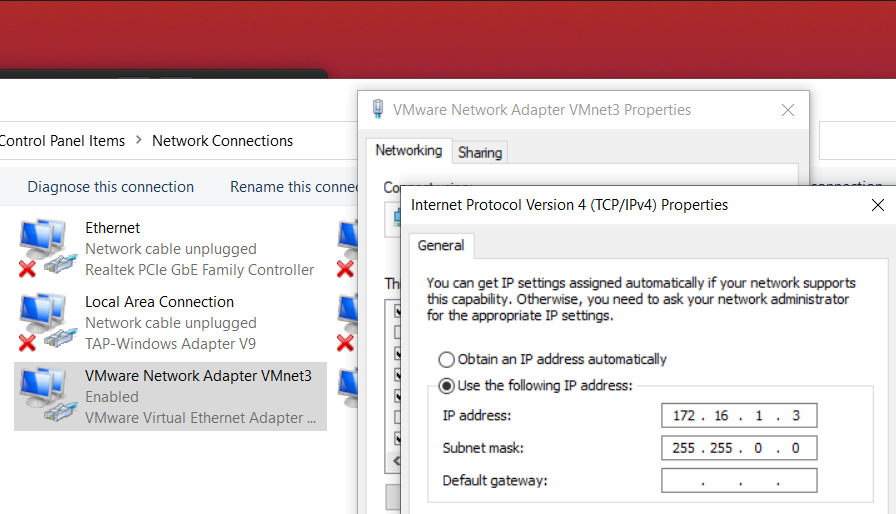 VMware Network Adapter VMnet3 Properties
Control Panel Items > Network Connections
Networking
Sharing
Diagnose this connection
Rename this connec
connection
Internet Protocol Version 4 (TCP/IPv4) Properties
General
Ethernet
Network cable unplugged
Realtek PCIe GbE Family Controller
Local Area Connection
Network cable unplugged
TAP-Windows Adapter V9
VMware Network Adapter VMnet3
Enabled
VMware Virtual Ethernet Adapter ...
Thi
You can get IP settings assigned automatically if your network supports
this capability. Otherwise, you need to ask your network administrator
for the appropriate IP settings.
Obtain an IP address automatically
Use the following IP address:
IP address:
172 . 16 . 1 . 3
Subnet mask:
255 . 255 . 0 . 0
Default gateway:
. . .